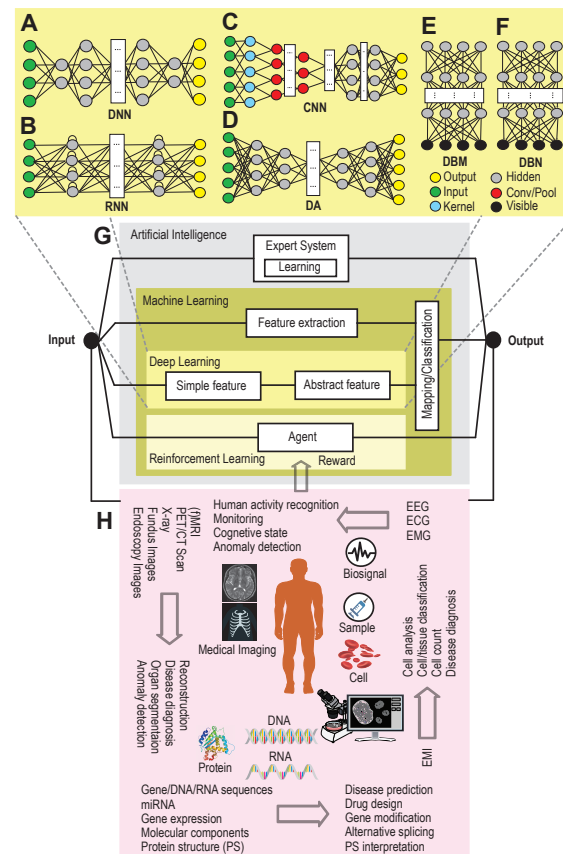 A
B
C
D
E
F
DNN
RNN
CNN
DA
DBM
DBN
Output
Input
Kernel
Hidden
Conv/Pool
Visible
G
Artificial Intelligence
Expert System
Learning
Machine Learning
Feature extraction
Deep Learning
Simple feature
Abstract feature
Mapping/Classification
Input
Output
Agent
Reinforcement Learning
Reward
H
(f)MRI
PET/CT Scan
X-ray
Fundus Images
Endoscopy Images
Human activity recognition
Monitoring
Cognetive state
Anomaly detection
EEG
ECG
EMG
Biosignal
Sample
Cell
Medical Imaging
Cell analysis
Cell/tissue classification
Cell count
Disease diagnosis
Reconstruction
Disease diagnosis
Organ segmentaion
Anomaly detection
EMI
DNA
RNA
Protein
Gene/DNA/RNA sequences
miRNA
Gene expression
Molecular components
Protein structure (PS)
Disease prediction
Drug design
Gene modification
Alternative splicing
PS interpretation